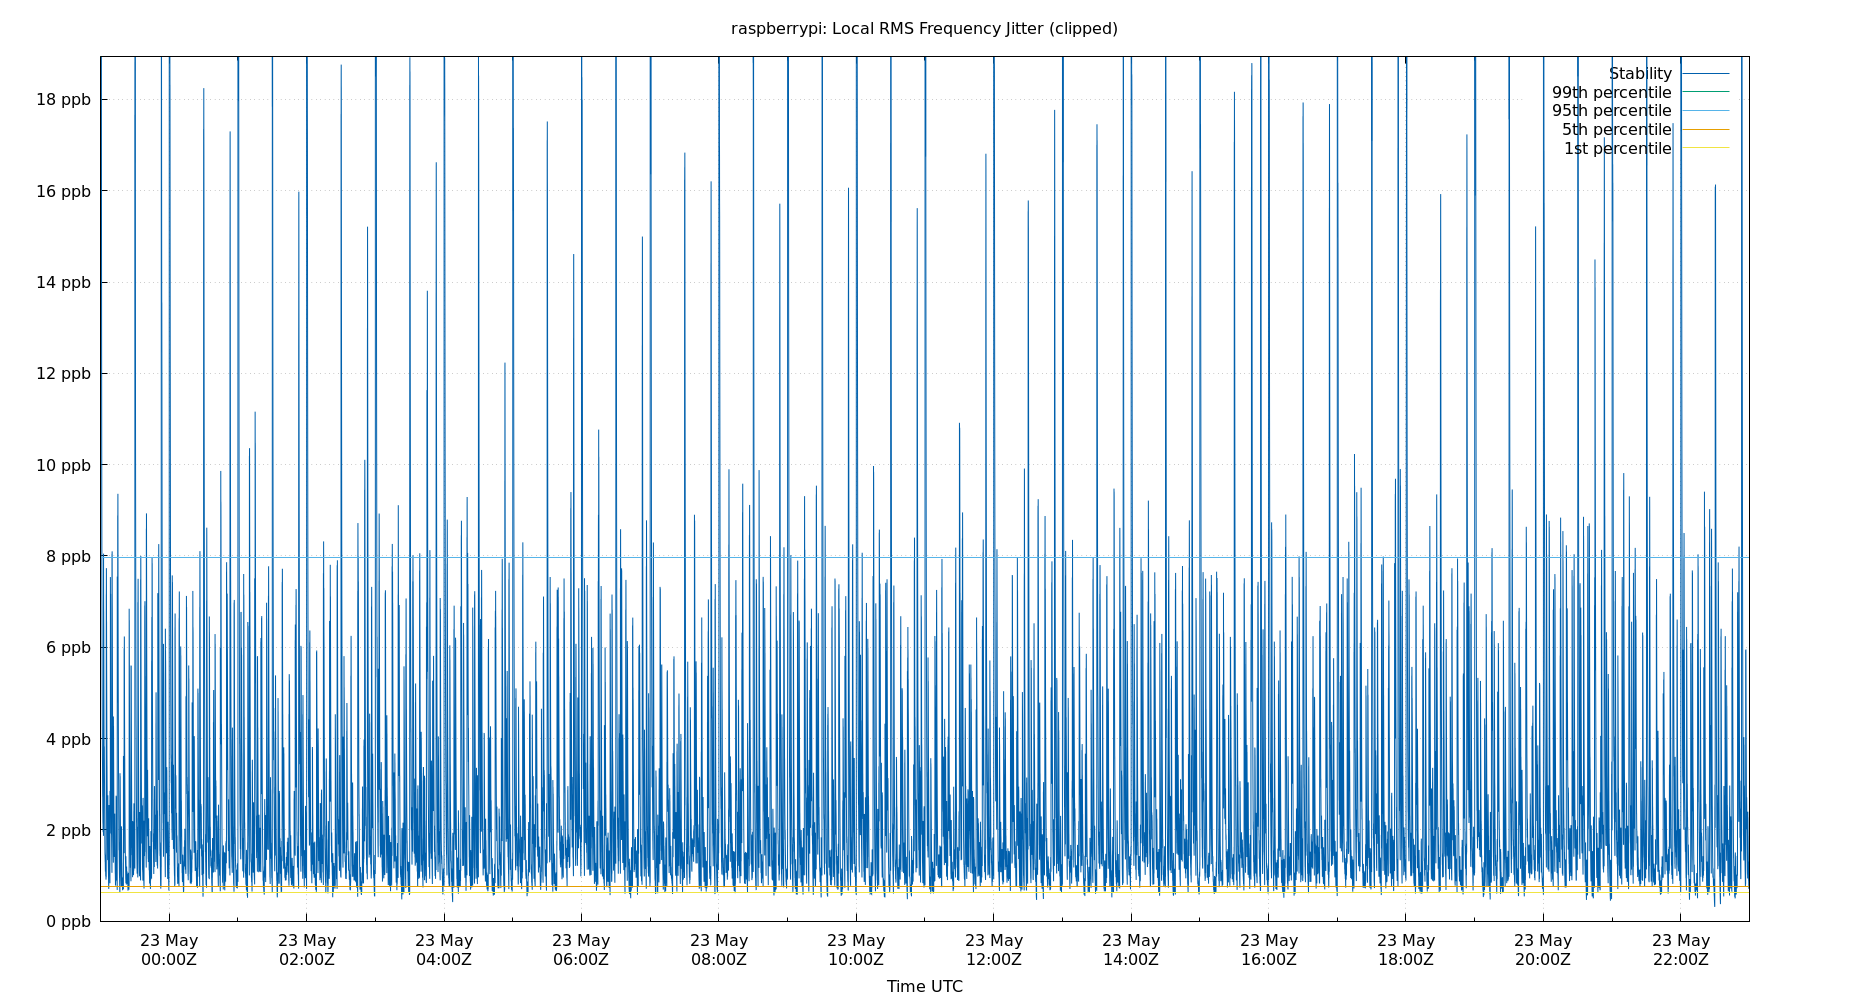 raspberrypi: Local RMS Frequency Jitter (clipped)
Stability
99th percentile
95th percentile
5th percentile
1st percentile
18 ppb
16 ppb
14 ppb
12 ppb
10 ppb
8 ppb
6 ppb
4 ppb
2 ppb
0 ppb
23 May 23 May 23 May 23 May 23 May 23 May 23 May 23 May 23 May 23 May 23 May 23 May
00:00Z 02:00Z 04:00Z 06:00Z 08:00Z 10:00Z 12:00Z 14:00Z 16:00Z 18:00Z 20:00Z 22:00Z
Time UTC